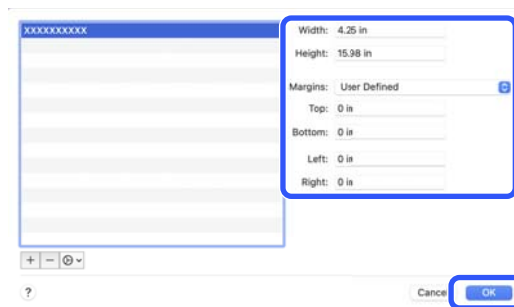 XXXXXXXXXX
Width: 4.25 in
Height: 15.98 in
Margins: User Defined
Top: 0 in
Bottom: 0 in
Left: 0 in
Right: 0 in
+ −
?
Cancel OK